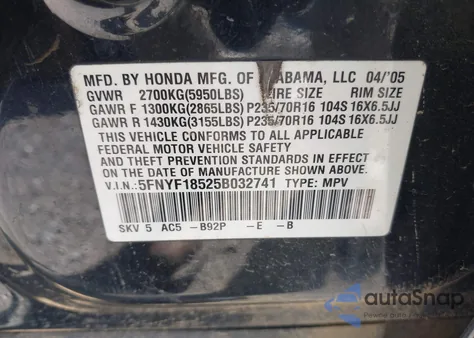 MFD. BY HONDA MFG. OF ALABAMA, LLC 04/'05
GVWR 2700KG(5950LBS) TIRE SIZE RIM SIZE
GAWR F 1300KG(2865LBS) P235/70R16 104S 16X6.5JJ
GAWR R 1430KG(3155LBS) P235/70R16 104S 16X6.5JJ
THIS VEHICLE CONFORMS TO ALL APPLICABLE
FEDERAL MOTOR VEHICLE SAFETY
STANDARDS IN EFFECT
ON THE DATE OF MANUFACTURE SHOWN ABOVE.
V.I.N.: 5FNYF18525B032741 TYPE: MPV
SKV 5 AC5 -B92P -E -B
autoSnap